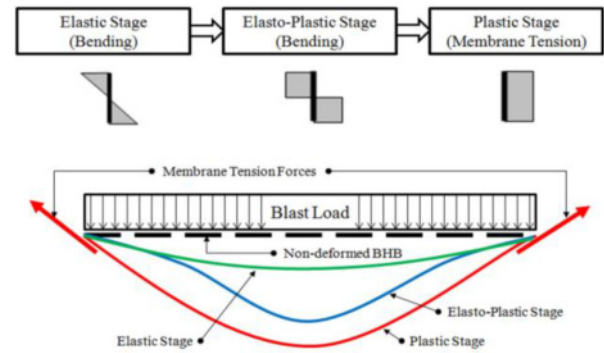 Elastic Stage
(Bending)
Elasto-Plastic Stage
(Bending)
Plastic Stage
(Membrane Tension)
Membrane Tension Forces
Blast Load
Non-deformed BHB
Elasto-Plastic Stage
Elastic Stage
Plastic Stage